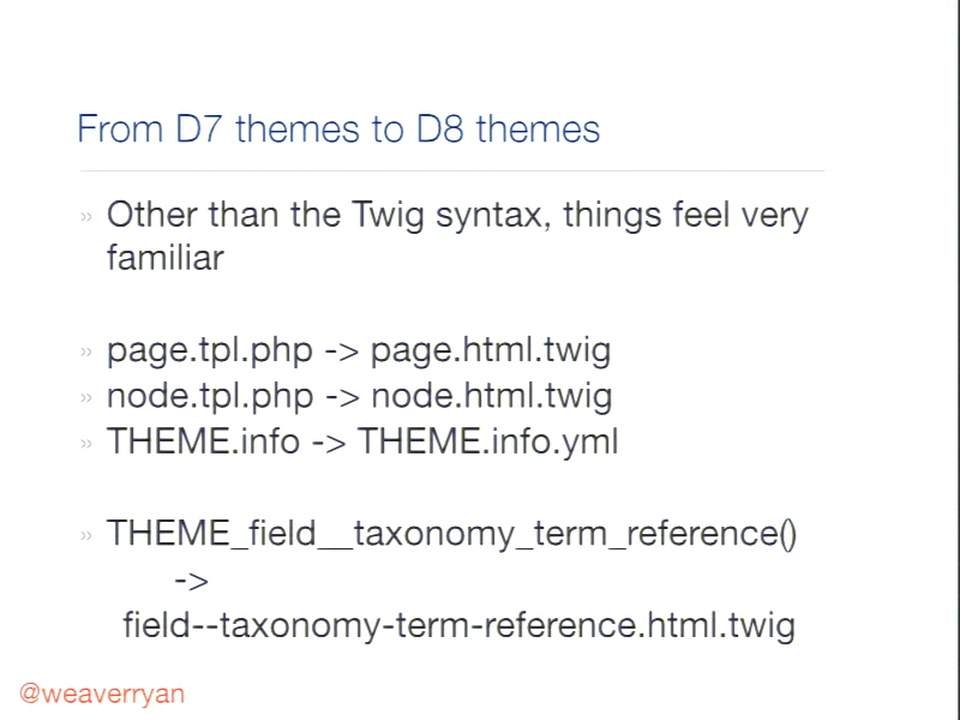 From D7 themes to D8 themes
» Other than the Twig syntax, things feel very
familiar
» page.tpl.php -> page.html.twig
» node.tpl.php -> node.html.twig
» THEME.info -> THEME.info.yml
» THEME_field__taxonomy_term_reference()
->
field--taxonomy-term-reference.html.twig
@weaverryan